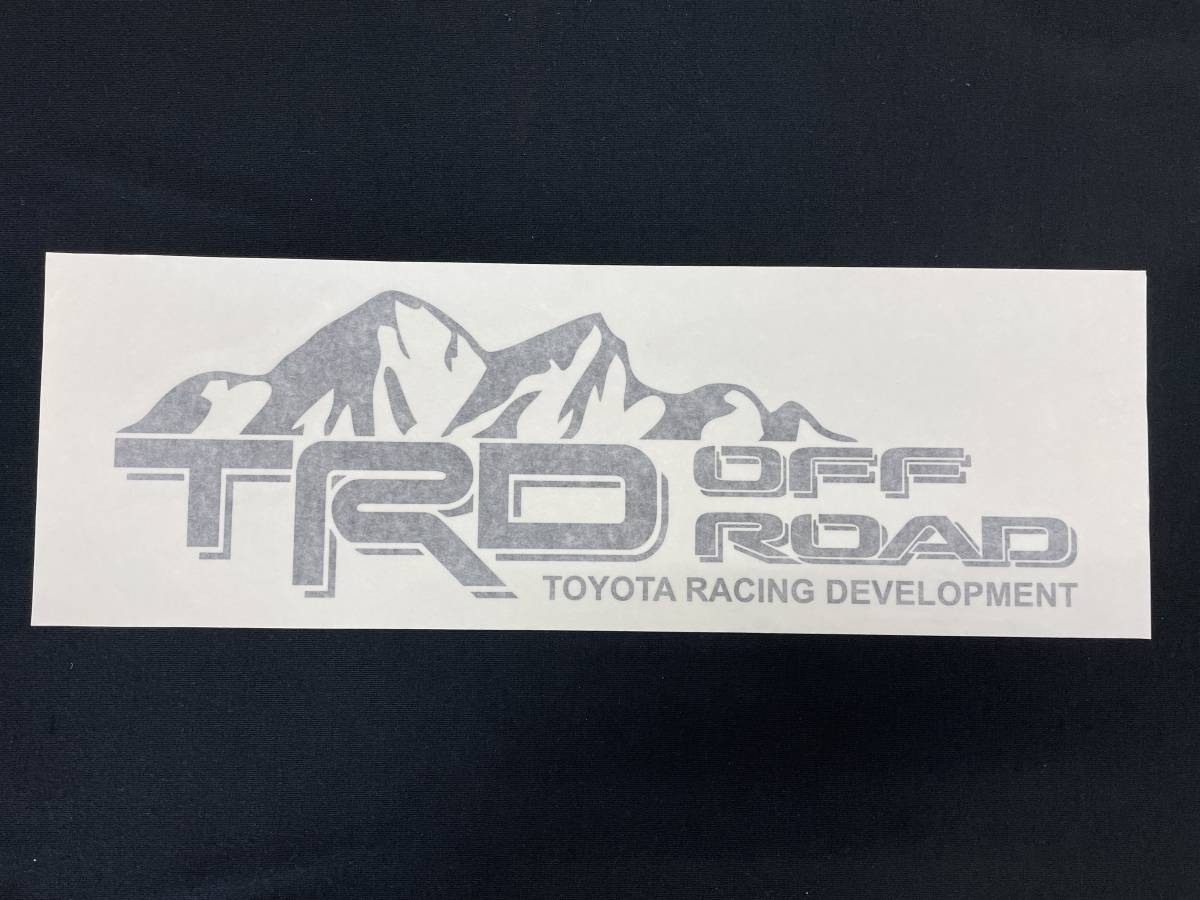 TRD OFF
ROAD
TOYOTA RACING DEVELOPMENT